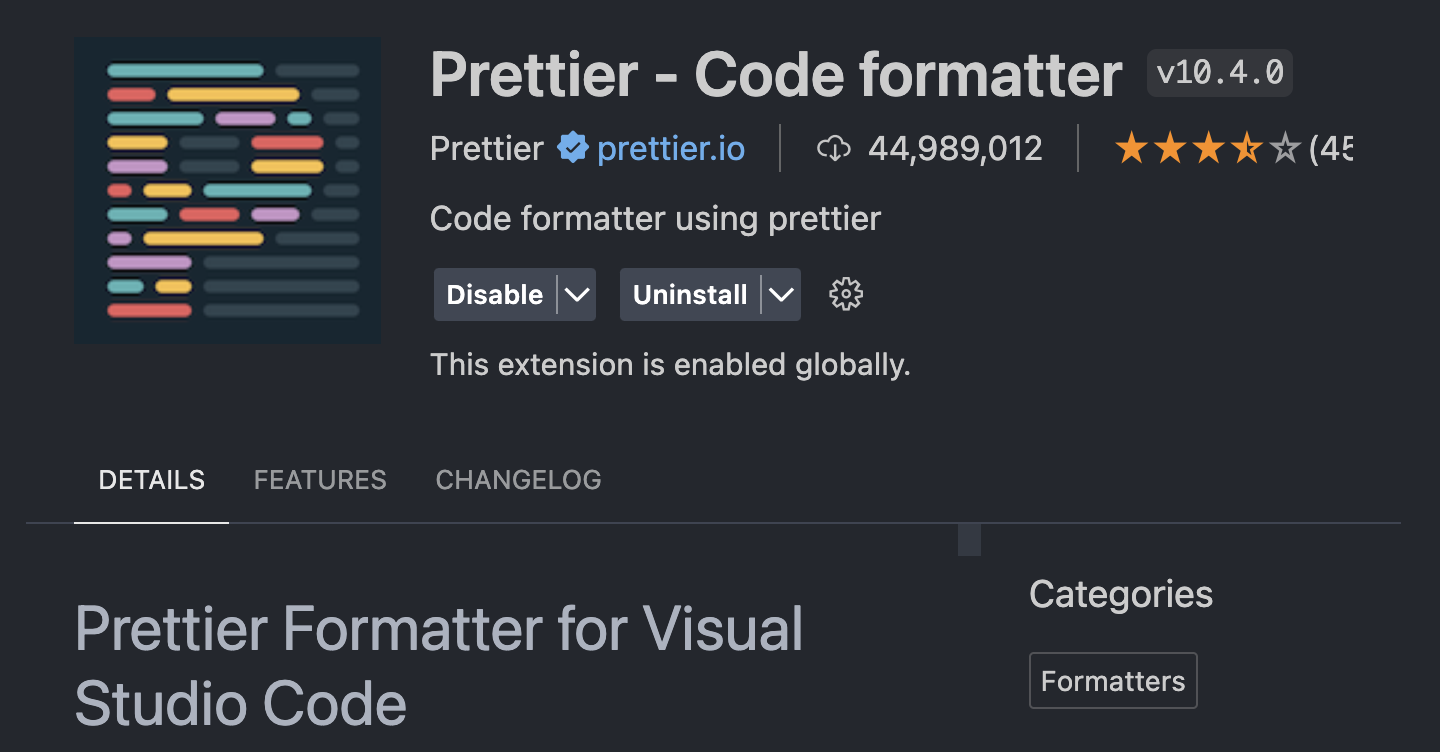 Prettier - Code formatter v10.4.0
Prettier prettier.io 44,989,012 (45
Code formatter using prettier
Disable Uninstall
This extension is enabled globally.
DETAILS FEATURES CHANGELOG
Prettier Formatter for Visual
Studio Code
Categories
Formatters